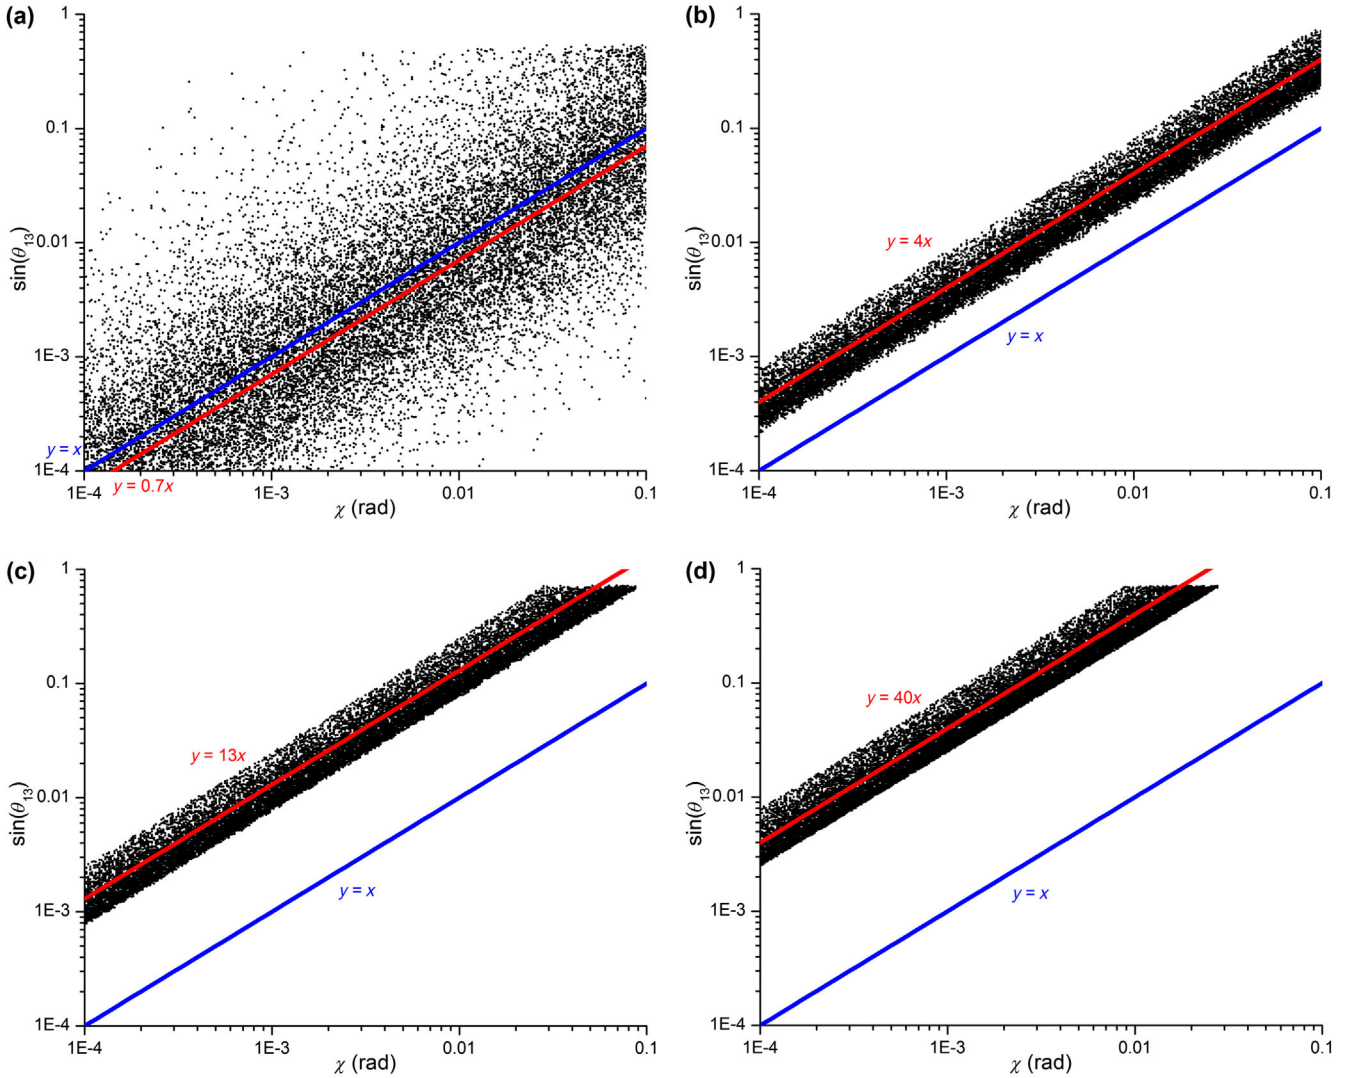 (a)
1
0.1
0.01
1E-3
1E-4
sin(θ13)
y = x
y = 0.7x
1E-4 1E-3 0.01 0.1
χ (rad)
(b)
1
0.1
0.01
1E-3
1E-4
sin(θ13)
y = 4x
y = x
1E-4 1E-3 0.01 0.1
χ (rad)
(c)
1
0.1
0.01
1E-3
1E-4
sin(θ13)
y = 13x
y = x
1E-4 1E-3 0.01 0.1
χ (rad)
(d)
1
0.1
0.01
1E-3
1E-4
sin(θ13)
y = 40x
y = x
1E-4 1E-3 0.01 0.1
χ (rad)